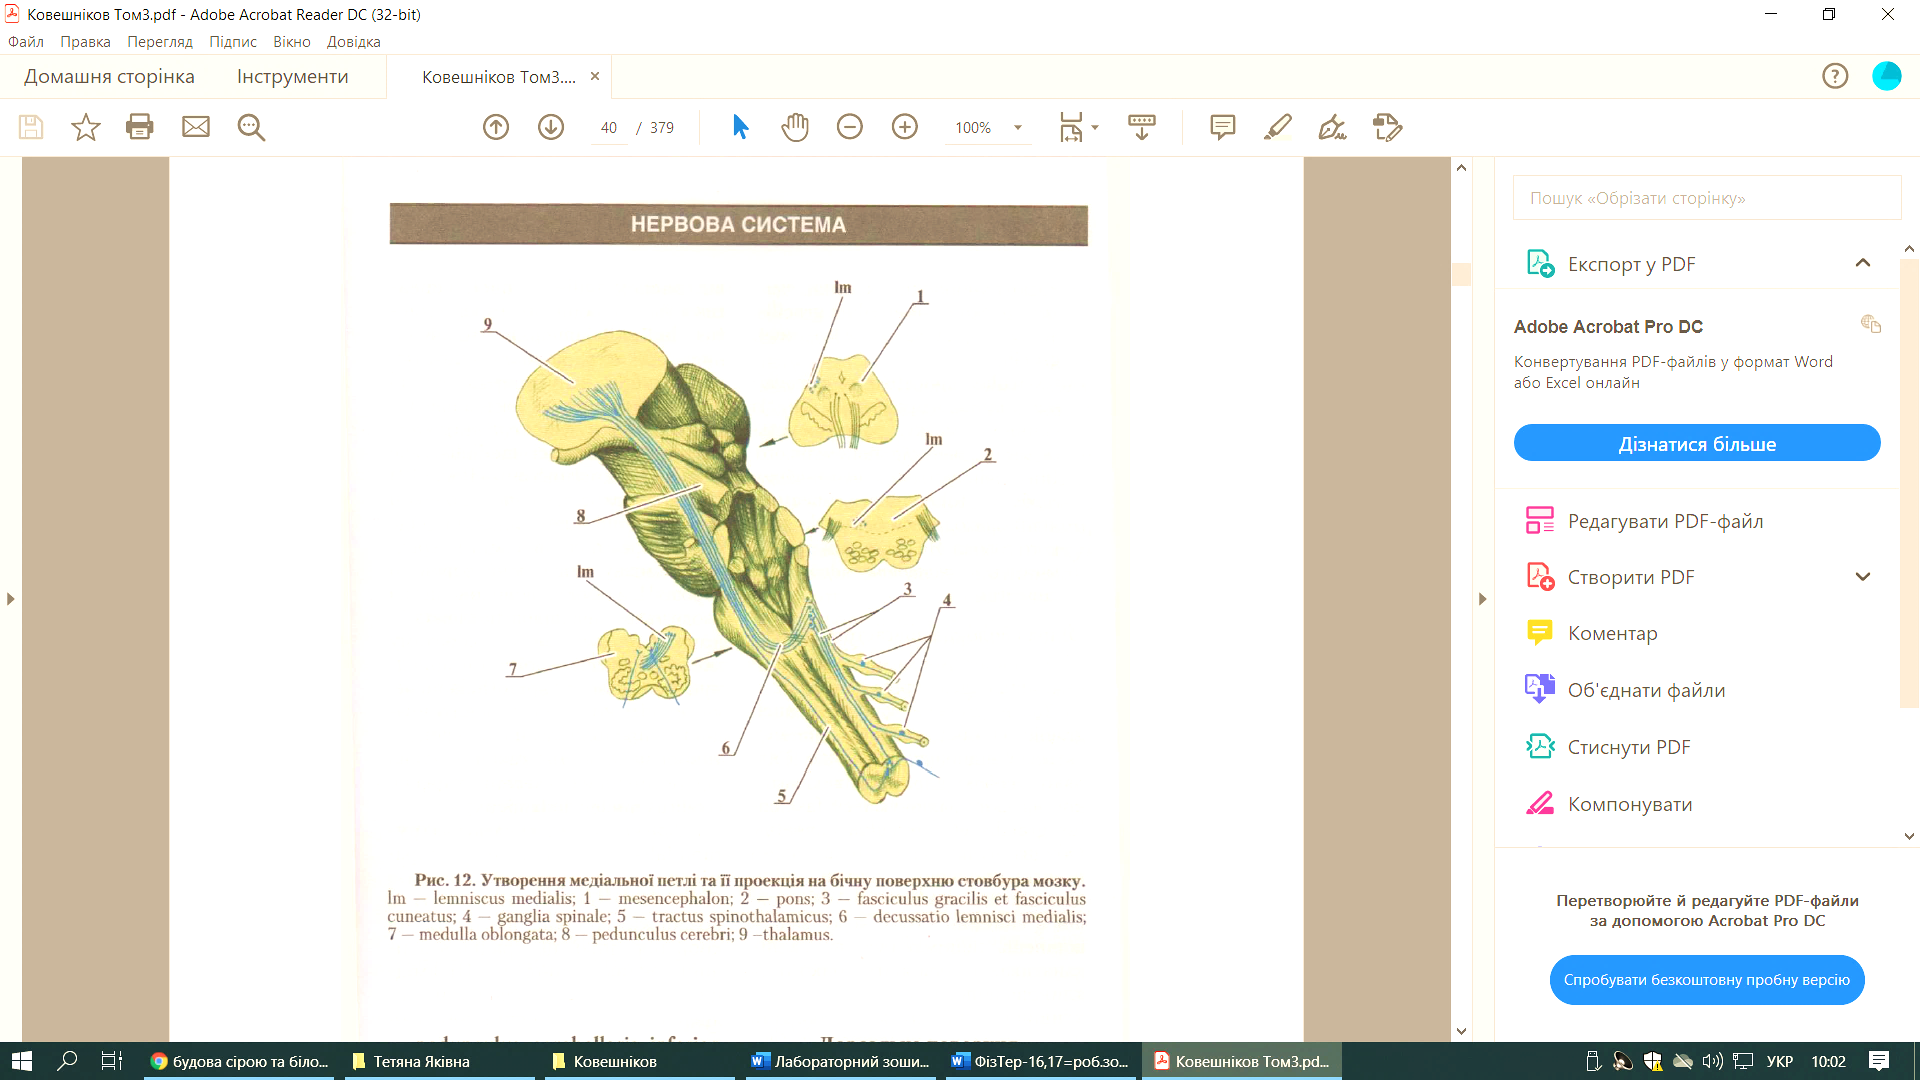 Ковешніков Том3.pdf - Adobe Acrobat Reader DC (32-bit)
Файл Правка Перегляд Підпис Вікно Довідка
Домашня сторінка Інструменти Ковешніков Том3....
40 / 379 100%
НЕРВОВА СИСТЕМА
lm
1
9
lm
2
8
lm
3
4
7
6
5
Рис. 12. Утворення медіальної петлі та її проекція на бічну поверхню стовбура мозку.
lm — lemniscus medialis; 1 — mesencephalon; 2 — pons; 3 — fasciculus gracilis et fasciculus
cuneatus; 4 — ganglia spinale; 5 — tractus spinothalamicus; 6 — decussatio lemnisci medialis;
7 — medulla oblongata; 8 — pedunculus cerebri; 9 –thalamus.
Пошук «Обрізати сторінку»
Експорт у PDF
Adobe Acrobat Pro DC
Конвертування PDF-файлів у формат Word
або Excel онлайн
Дізнатися більше
Редагувати PDF-файл
Створити PDF
Коментар
Об'єднати файли
Стиснути PDF
Компонувати
Перетворюйте й редагуйте PDF-файли
за допомогою Acrobat Pro DC
Спробувати безкоштовну пробну версію
будова сірою та біло... Тетяна Яківна Ковешніков Лабораторний зоши... ФізТер-16,17=роб.зо... Ковешніков Том3.pd... УКР 10:02